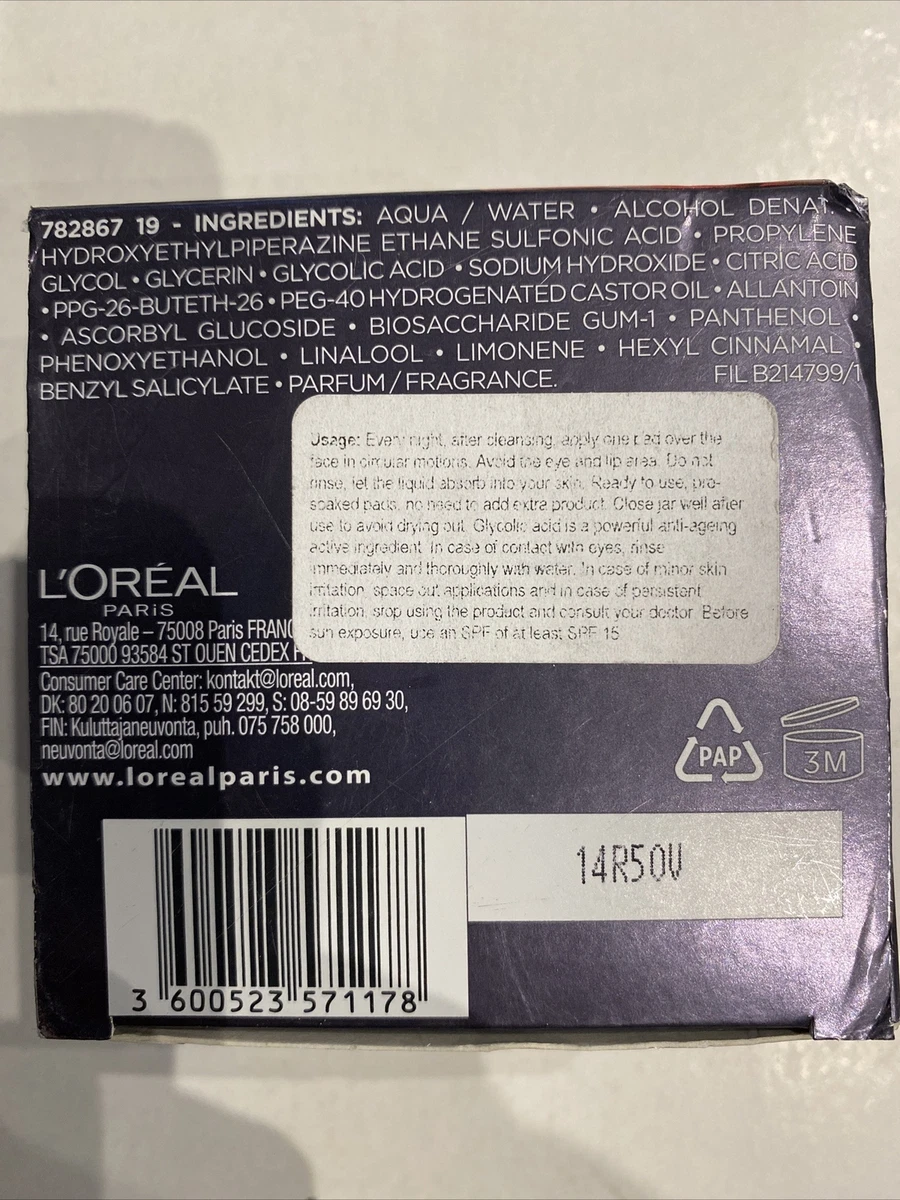 782867 19 - INGREDIENTS: AQUA / WATER • ALCOHOL DENAT. •
HYDROXYETHYLPIPERAZINE ETHANE SULFONIC ACID • PROPYLENE
GLYCOL • GLYCERIN • GLYCOLIC ACID • SODIUM HYDROXIDE • CITRIC ACID
• PPG-26-BUTETH-26 • PEG-40 HYDROGENATED CASTOR OIL • ALLANTOIN
• ASCORBYL GLUCOSIDE • BIOSACCHARIDE GUM-1 • PANTHENOL •
PHENOXYETHANOL • LINALOOL • LIMONENE • HEXYL CINNAMAL •
BENZYL SALICYLATE • PARFUM / FRAGRANCE. FIL B214799/1
Usage: Every night, after cleansing, apply one pad over the
face in circular motions. Avoid the eye and lip area. Do not
rinse, let the liquid absorb into your skin. Ready to use, pre-
soaked pads, no need to add extra product. Close jar well after
use to avoid drying out. Glycolic acid is a powerful anti-ageing
active ingredient. In case of contact with eyes, rinse
immediately and thoroughly with water. In case of minor skin
irritation, space out applications and in case of persistent
irritation, stop using the product and consult your doctor. Before
sun exposure, use an SPF of at least SPF 15
L'ORÉAL
PARIS
14, rue Royale – 75008 Paris FRANC
TSA 75000 93584 ST OUEN CEDEX
Consumer Care Center: kontakt@loreal.com,
DK: 80 20 06 07, N: 815 59 299, S: 08-59 89 69 30,
FIN: Kuluttajaneuvonta, puh. 075 758 000,
neuvonta@loreal.com
www.lorealparis.com
PAP
3M
14R50V
3 600523 571178